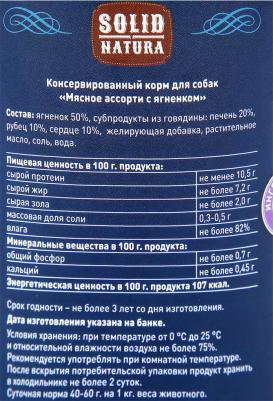 SOLID
NATURA
Консервированный корм для собак
«Мясное ассорти с ягненком»
Состав: ягненок 50%, субпродукты из говядины: печень 20%,
рубец 10%, сердце 10%, желирующая добавка, растительное
масло, соль, вода.
Пищевая ценность в 100 г. продукта:
сырой протеин не менее 10,5 г
сырой жир не более 7,2 г
сырая зола не более 2,0 г
массовая доля соли 0,3-0,5 г
влага не более 82%
Минеральные вещества в 100 г. продукта:
общий фосфор не более 0,7 г
кальций не более 0,45 г
Энергетическая ценность в 100 г. продукта 107 ккал.
Срок годности – не более 3 лет со дня изготовления.
Дата изготовления указана на банке.
Условия хранения: при температуре от 0 °C до 25 °C
и относительной влажности воздуха не более 75%.
Рекомендуется употреблять при комнатной температуре.
После вскрытия потребительской упаковки продукт хранить
в холодильнике не более 2 суток.
Суточная норма 40-60 г. на 1 кг. веса животного.